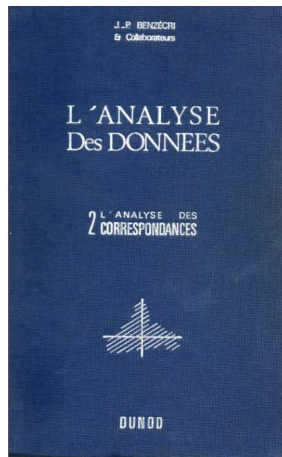 J.-P. BENZÉCRI
& Collaborateurs
L'ANALYSE
Des DONNEES
2 L'ANALYSE DES
CORRESPONDANCES
DUNOD